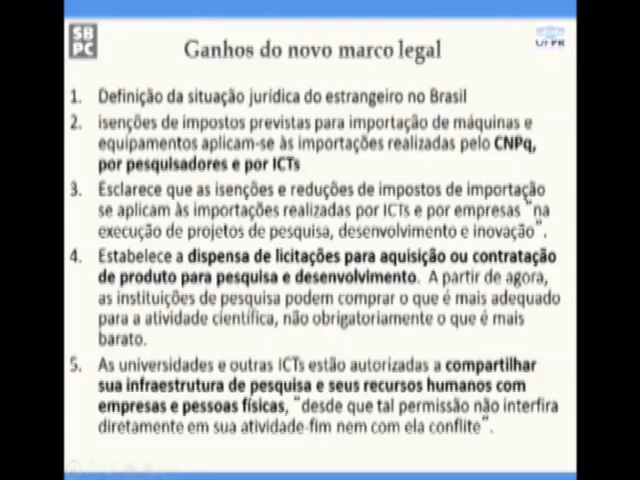 SB
PC
Ganhos do novo marco legal
UFPR
1. Definição da situação jurídica do estrangeiro no Brasil
2. isenções de impostos previstas para importação de máquinas e
equipamentos aplicam-se às importações realizadas pelo CNPq,
por pesquisadores e por ICTs
3. Esclarece que as isenções e reduções de impostos de importação
se aplicam às importações realizadas por ICTs e por empresas "na
execução de projetos de pesquisa, desenvolvimento e inovação".
4. Estabelece a dispensa de licitações para aquisição ou contratação
de produto para pesquisa e desenvolvimento. A partir de agora,
as instituições de pesquisa podem comprar o que é mais adequado
para a atividade científica, não obrigatoriamente o que é mais
barato.
5. As universidades e outras ICTs estão autorizadas a compartilhar
sua infraestrutura de pesquisa e seus recursos humanos com
empresas e pessoas físicas, "desde que tal permissão não interfira
diretamente em sua atividade-fim nem com ela conflite".